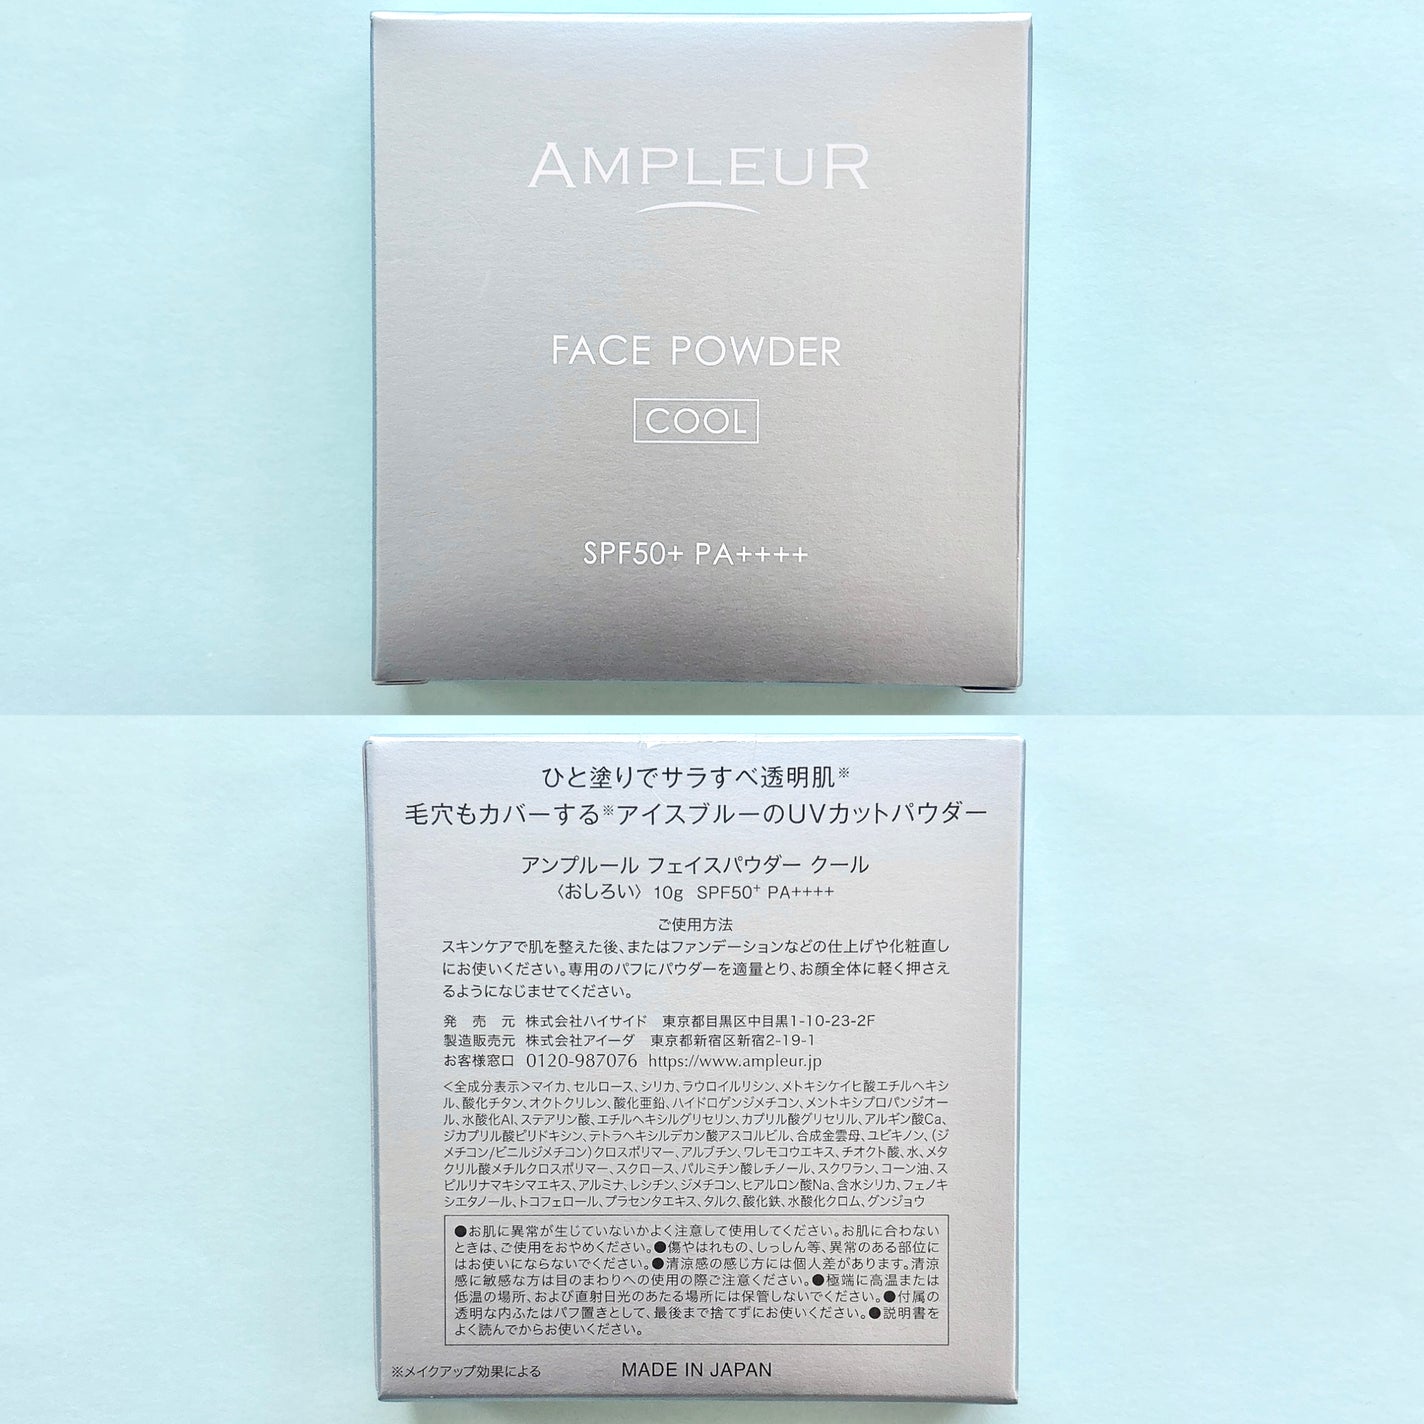 AMPLEUR
FACE POWDER
COOL
SPF50+ PA++++
ひと塗りでサラすべ透明肌※
毛穴もカバーする※アイスブルーのUVカットパウダー
アンプルール フェイスパウダー クール
〈おしろい〉 10g SPF50⁺ PA++++
ご使用方法
スキンケアで肌を整えた後、またはファンデーションなどの仕上げや化粧直し
にお使いください。専用のパフにパウダーを適量とり、お顔全体に軽く押さえ
るようになじませてください。
発 売 元 株式会社ハイサイド 東京都目黒区中目黒1-10-23-2F
製造販売元 株式会社アイーダ 東京都新宿区新宿2-19-1
お客様窓口 0120-987076 https://www.ampleur.jp
<全成分表示>マイカ、セルロース、シリカ、ラウロイルリシン、メトキシケイヒ酸エチルヘキシ
ル、酸化チタン、オクトクリレン、酸化亜鉛、ハイドロゲンジメチコン、メントキシプロパンジオー
ル、水酸化Al、ステアリン酸、エチルヘキシルグリセリン、カプリル酸グリセリル、アルギン酸Ca、
ジカプリル酸ピリドキシン、テトラヘキシルデカン酸アスコルビル、合成金雲母、ユビキノン、(ジ
メチコン/ビニルジメチコン)クロスポリマー、アルブチン、ワレモコウエキス、チオクト酸、水、メタ
クリル酸メチルクロスポリマー、スクロース、パルミチン酸レチノール、スクワラン、コーン油、ス
ピルリナマキシマエキス、アルミナ、レシチン、ジメチコン、ヒアルロン酸Na、含水シリカ、フェノキ
シエタノール、トコフェロール、プラセンタエキス、タルク、酸化鉄、水酸化クロム、グンジョウ
●お肌に異常が生じていないかよく注意して使用してください。お肌に合わない
ときは、ご使用をおやめください。●傷やはれもの、しっしん等、異常のある部位に
はお使いにならないでください。●清涼感の感じ方には個人差があります。清涼
感に敏感な方は目のまわりへの使用の際ご注意ください。●極端に高温または
低温の場所、および直射日光のあたる場所には保管しないでください。●付属の
透明な内ふたはパフ置きとして、最後まで捨てずにお使いください。●説明書を
よく読んでからお使いください。
※メイクアップ効果による
MADE IN JAPAN